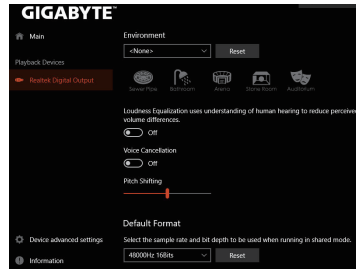 GIGABYTE™
Main
Playback Devices
Realtek Digital Output
Device advanced settings
Information
Environment
<None>
Reset
Sewer Pipe
Bathroom
Arena
Stone Room
Auditorium
Loudness Equalization uses understanding of human hearing to reduce perceived
volume differences.
Off
Voice Cancellation
Off
Pitch Shifting
Default Format
Select the sample rate and bit depth to be used when running in shared mode.
48000Hz 16Bits
Reset